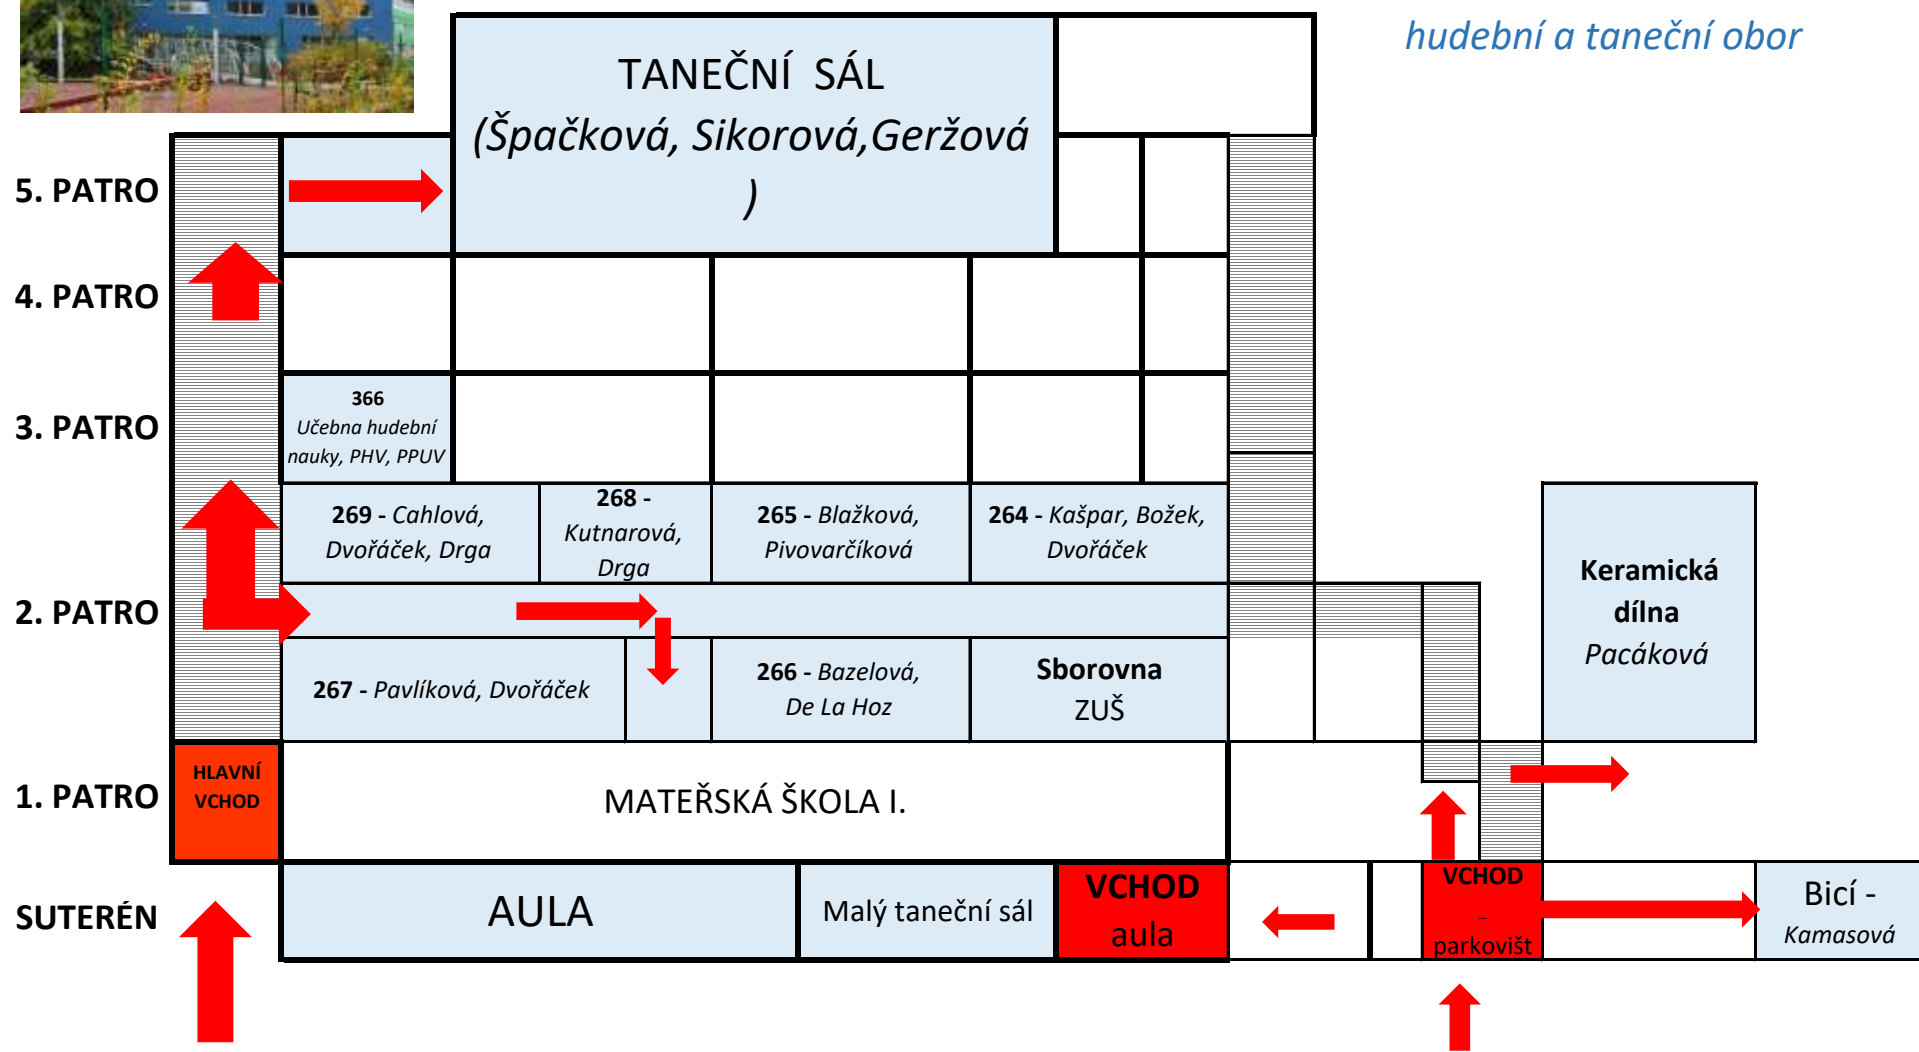 hudební a taneční obor
TANEČNÍ SÁL
(Špačková, Sikorová,Geržová
)
5. PATRO
4. PATRO
3. PATRO
366
Učebna hudební
nauky, PHV, PPUV
269 - Cahlová,
Dvořáček, Drga
268 -
Kutnarová,
Drga
265 - Blažková,
Pivovarčíková
264 - Kašpar, Božek,
Dvořáček
Keramická
dílna
Pacáková
2. PATRO
267 - Pavlíková, Dvořáček
266 - Bazelová,
De La Hoz
Sborovna
ZUŠ
1. PATRO
HLAVNÍ
VCHOD
MATEŘSKÁ ŠKOLA I.
SUTERÉN
AULA
Malý taneční sál
VCHOD
aula
VCHOD
–
parkovišt
Bicí -
Kamasová